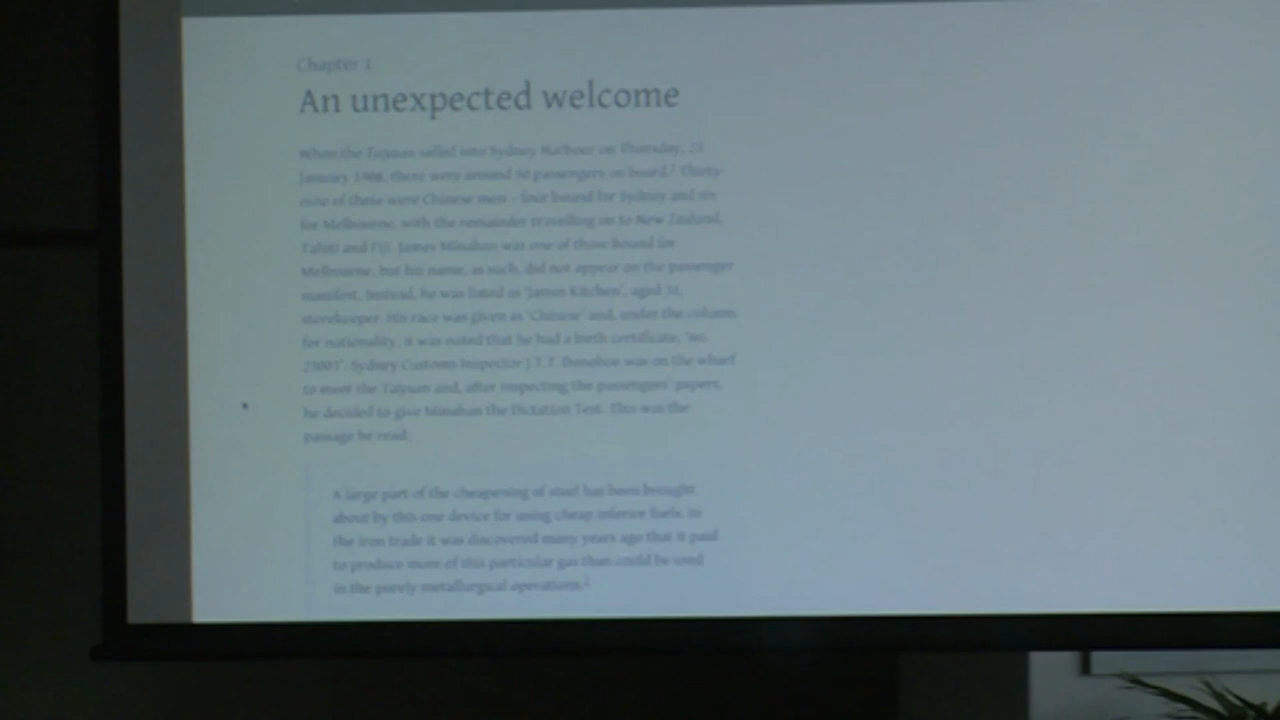 Chapter 1
An unexpected welcome
When the Taiyuan sailed into Sydney Harbour on Thursday, 23
January 1908, there were around 50 passengers on board.¹ Thirty-
nine of these were Chinese men – four bound for Sydney and six
for Melbourne, with the remainder travelling on to New Zealand,
Tahiti and Fiji. James Minahan was one of those bound for
Melbourne, but his name, as such, did not appear on the passenger
manifest. Instead, he was listed as 'James Kitchen', aged 31,
storekeeper. His race was given as 'Chinese' and, under the column
for nationality, it was noted that he had a birth certificate, 'no.
23001'. Sydney Customs Inspector J.T.T. Donohoe was on the wharf
to meet the Taiyuan and, after inspecting the passengers' papers,
he decided to give Minahan the Dictation Test. This was the
passage he read:
A large part of the cheapening of steel has been brought
about by this one device for using cheap inferior fuels. In
the iron trade it was discovered many years ago that it paid
to produce more of this particular gas than could be used
in the purely metallurgical operations.²